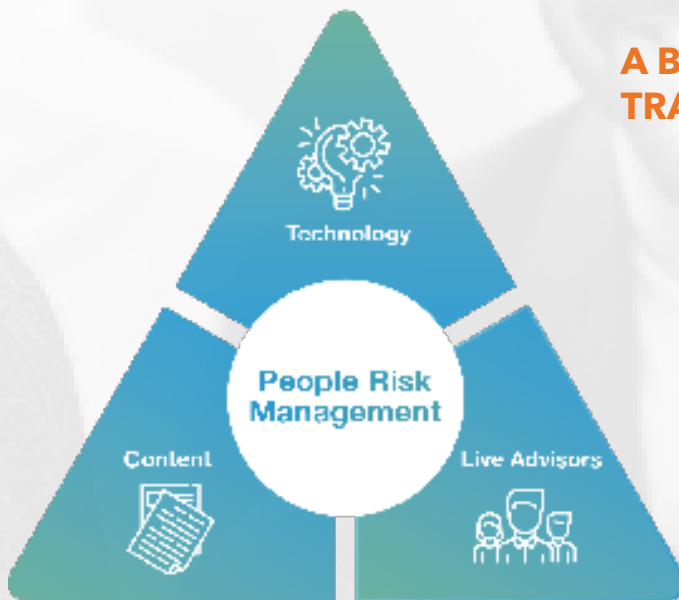 A B
TRA
Technology
People Risk
Management
Content
Live Advisors